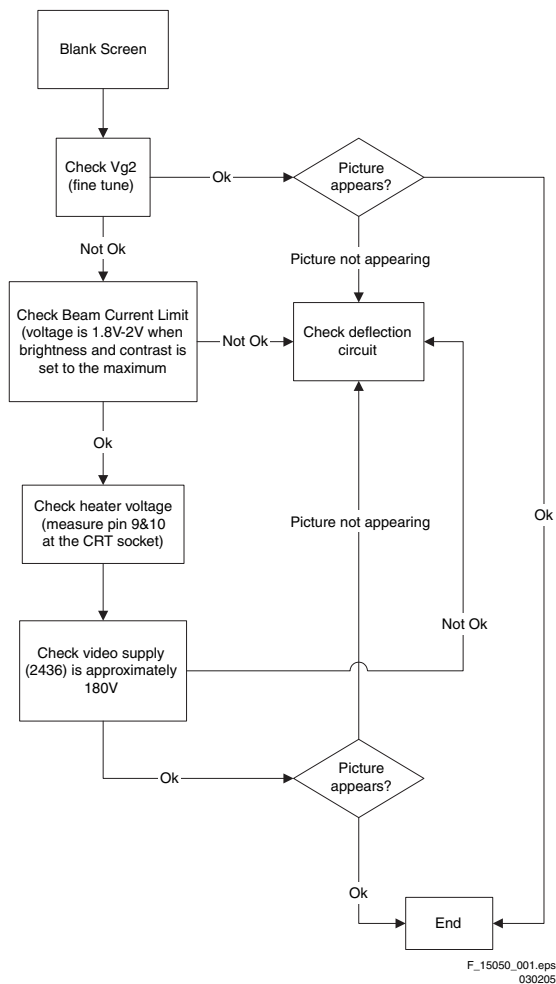 Blank Screen
Check Vg2
(fine tune)
Ok
Picture
appears?
Not Ok
Picture not appearing
Check Beam Current Limit
(voltage is 1.8V-2V when
brightness and contrast is
set to the maximum
Not Ok
Check deflection
circuit
Ok
Check heater voltage
(measure pin 9&10
at the CRT socket)
Picture not appearing
Ok
Not Ok
Check video supply
(2436) is approximately
180V
Ok
Picture
appears?
Ok
End
F_15050_001.eps
030205